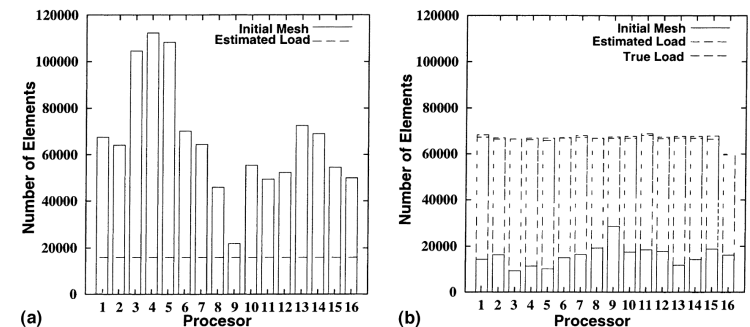 120000
100000
80000
60000
40000
20000
0
Number of Elements
Initial Mesh
Estimated Load
1 2 3 4 5 6 7 8 9 10 11 12 13 14 15 16
(a)
Procesor
120000
100000
80000
60000
40000
20000
0
Number of Elements
Initial Mesh
Estimated Load
True Load
1 2 3 4 5 6 7 8 9 10 11 12 13 14 15 16
(b)
Processor